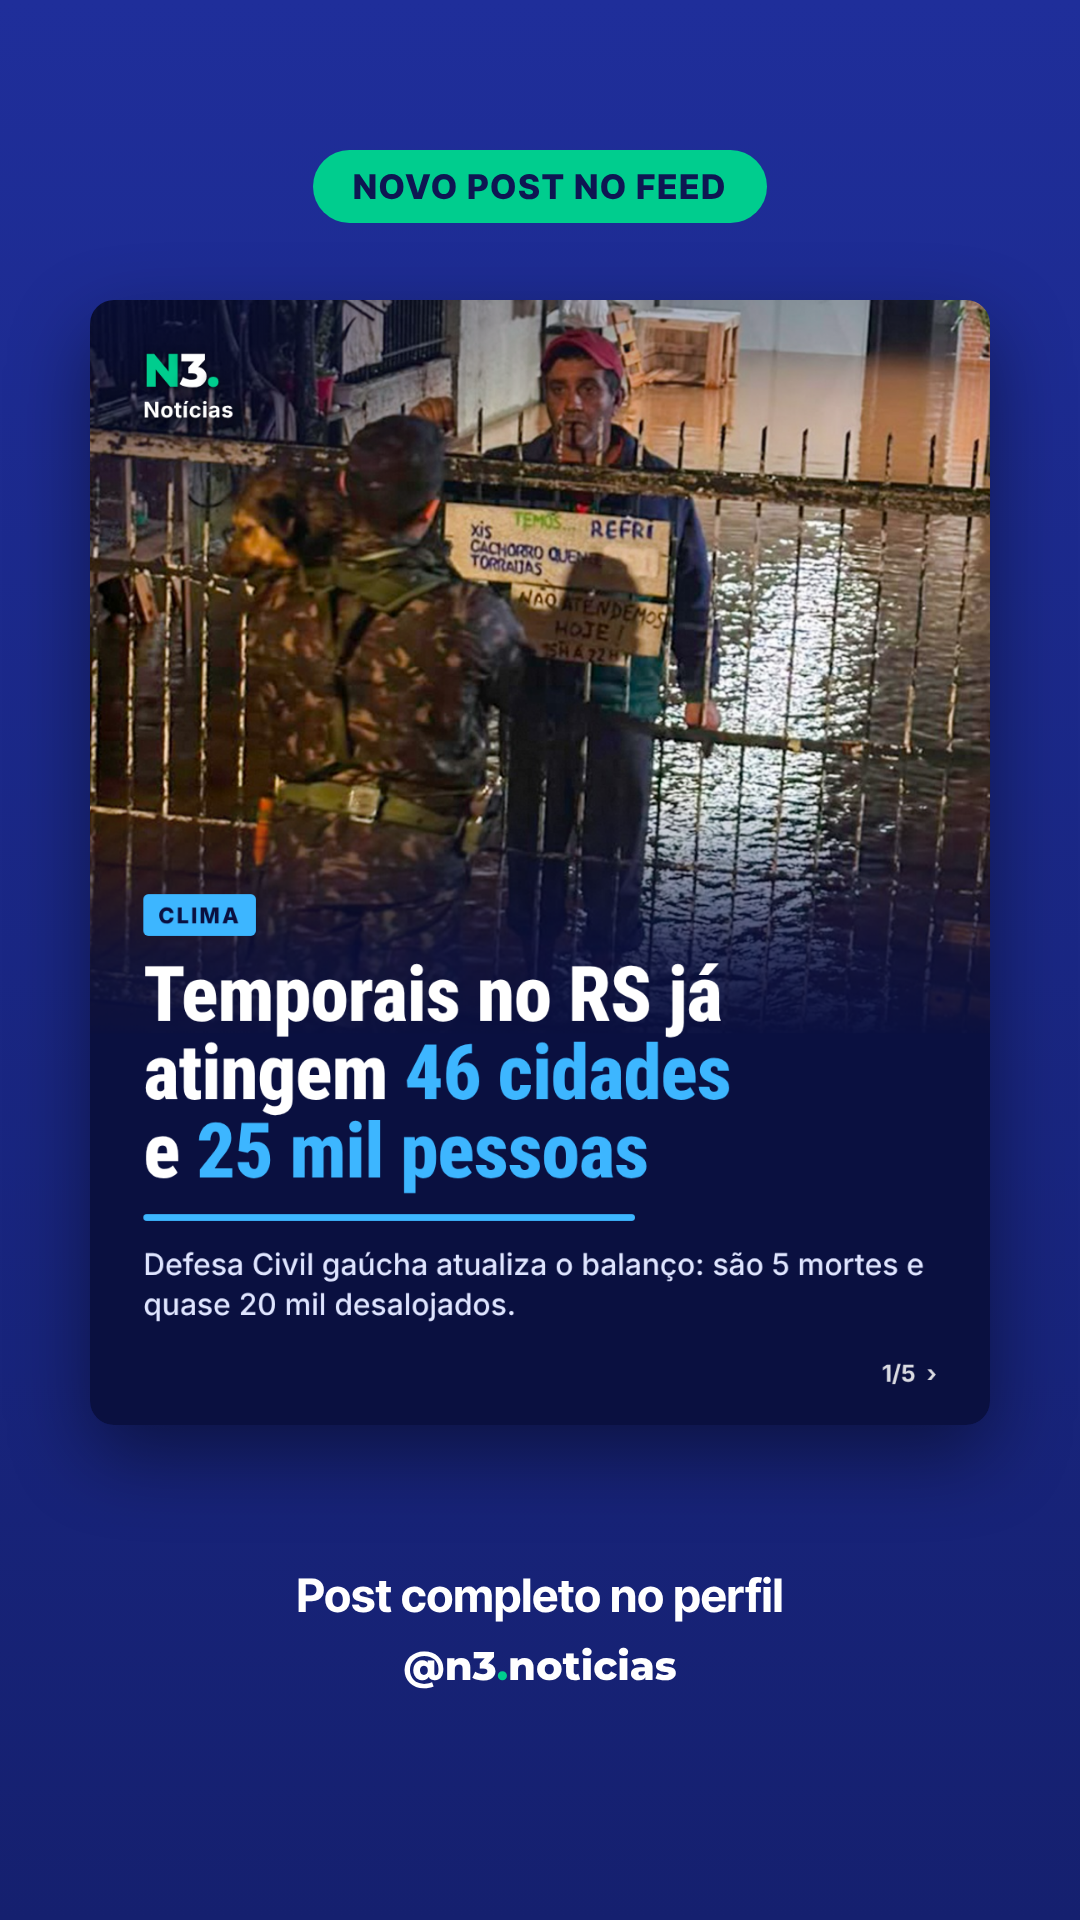 NOVO POST NO FEED
N3.
Notícias
TEMOS...
REFRI
XIS
CACHORRO QUENTE
TORRADAS
NÃO ATENDEMOS
HOJE!
15H À 22H
CLIMA
Temporais no RS já
atingem 46 cidades
e 25 mil pessoas
Defesa Civil gaúcha atualiza o balanço: são 5 mortes e
quase 20 mil desalojados.
1/5 ›
Post completo no perfil
@n3.noticias